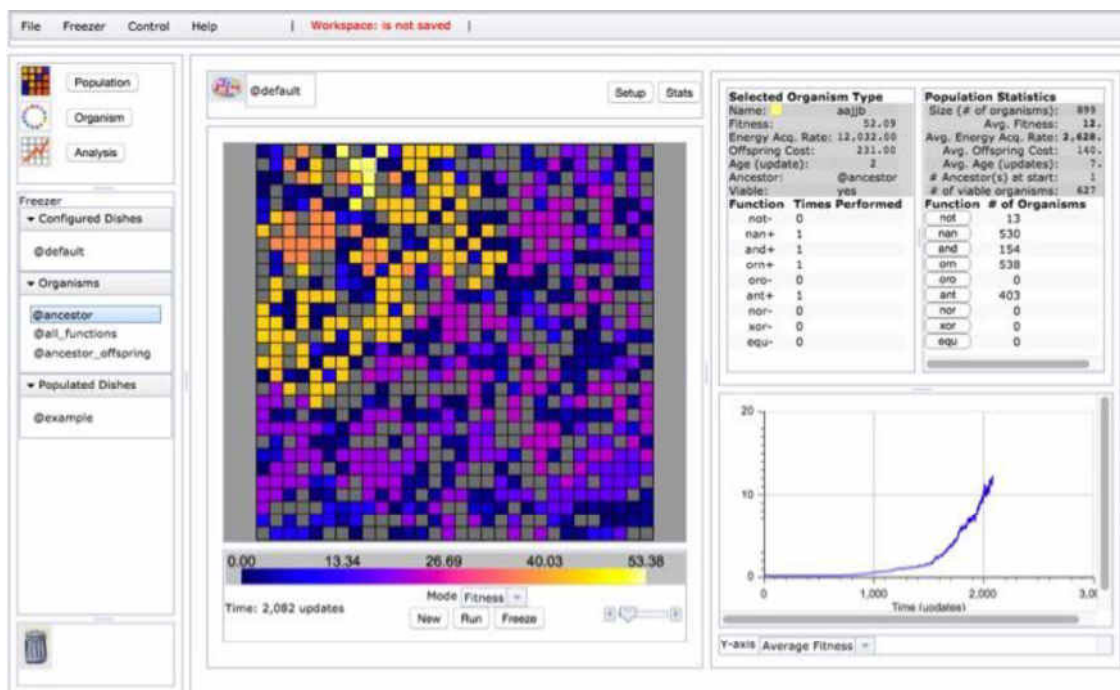 File Freezer Control Help | Workspace: is not saved |
Population
Organism
Analysis
Freezer
Configured Dishes
@default
Organisms
@ancestor
@all_functions
@ancestor_offspring
Populated Dishes
@example
@default Setup Stats
0.00 13.34 26.69 40.03 53.38
Mode Fitness
Time: 2,082 updates
New Run Freeze
Selected Organism Type
Name: aajjb
Fitness: 52.09
Energy Acq. Rate: 12,032.00
Offspring Cost: 231.00
Age (update): 2
Ancestor: @ancestor
Viable: yes
Function Times Performed
not- 0
nan+ 1
and+ 1
orn+ 1
oro- 0
ant+ 1
nor- 0
xor- 0
equ- 0
Population Statistics
Size (# of organisms): 899
Avg. Fitness: 12.
Avg. Energy Acq. Rate: 2,628.
Avg. Offspring Cost: 140.
Avg. Age (updates): 7.
# Ancestor(s) at start: 1
# of viable organisms: 627
Function # of Organisms
not 13
nan 530
and 154
orn 538
oro 0
ant 403
nor 0
xor 0
equ 0
20
10
0
0 1,000 2,000 3,0
Time (updates)
Y-axis Average Fitness